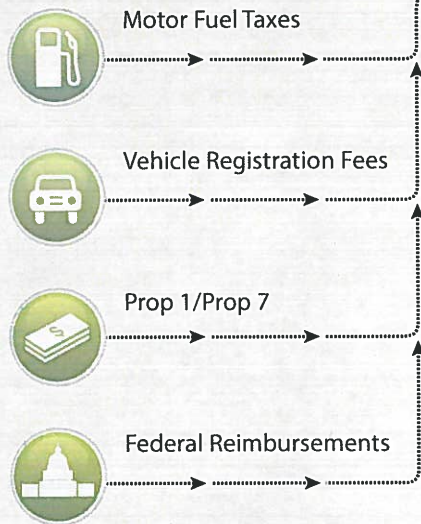 Motor Fuel Taxes
Vehicle Registration Fees
Prop 1/Prop 7
$
Federal Reimbursements